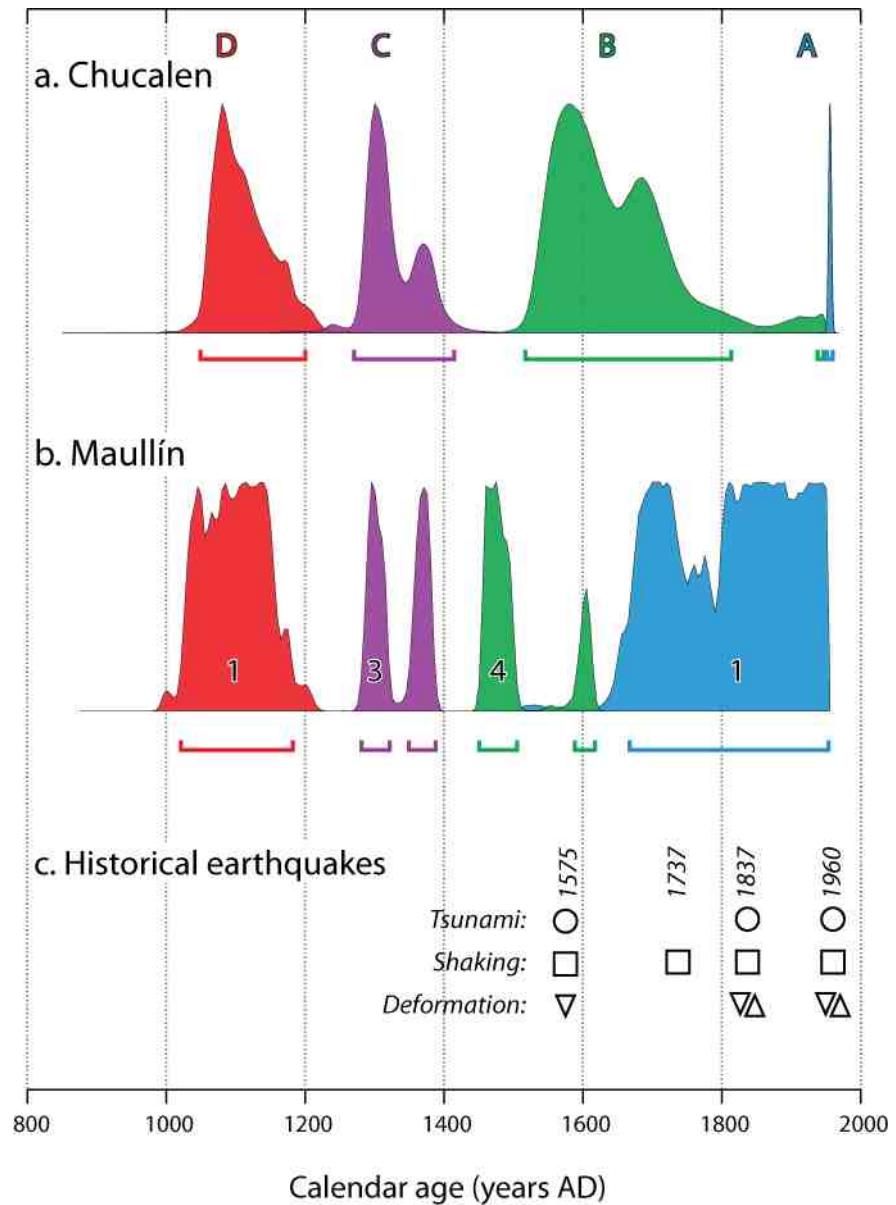 D C B A
a. Chucalen
b. Maullín
1 3 4 1
c. Historical earthquakes
1575 1737 1837 1960
Tsunami:
Shaking:
Deformation:
800 1000 1200 1400 1600 1800 2000
Calendar age (years AD)